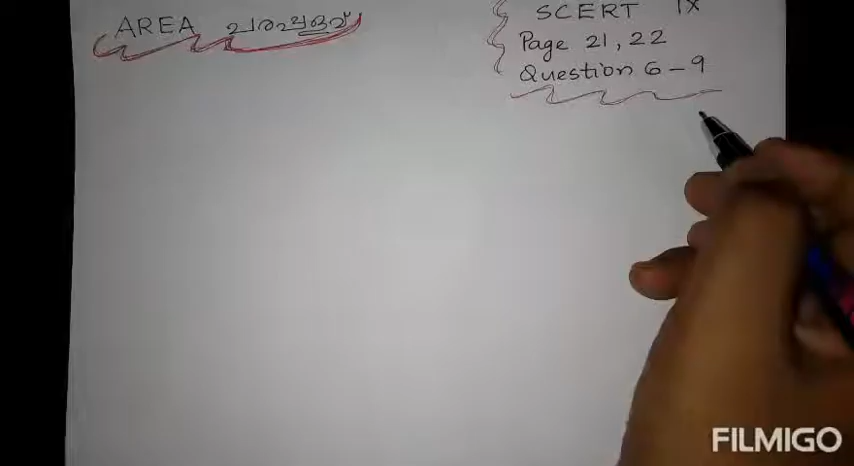 AREA പരപ്പളവ്
SCERT IX
Page 21, 22
Question 6 - 9
FILMIGO